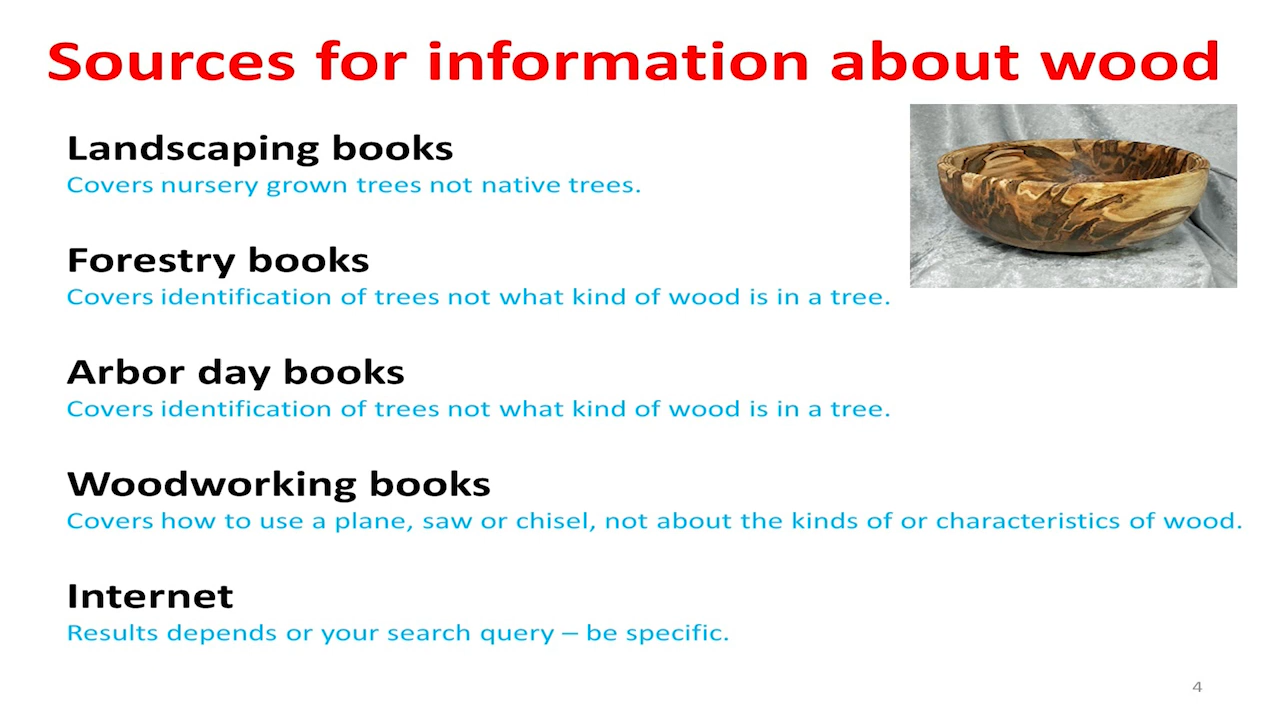 Sources for information about wood
Landscaping books
Covers nursery grown trees not native trees.
Forestry books
Covers identification of trees not what kind of wood is in a tree.
Arbor day books
Covers identification of trees not what kind of wood is in a tree.
Woodworking books
Covers how to use a plane, saw or chisel, not about the kinds of or characteristics of wood.
Internet
Results depends or your search query – be specific.
4